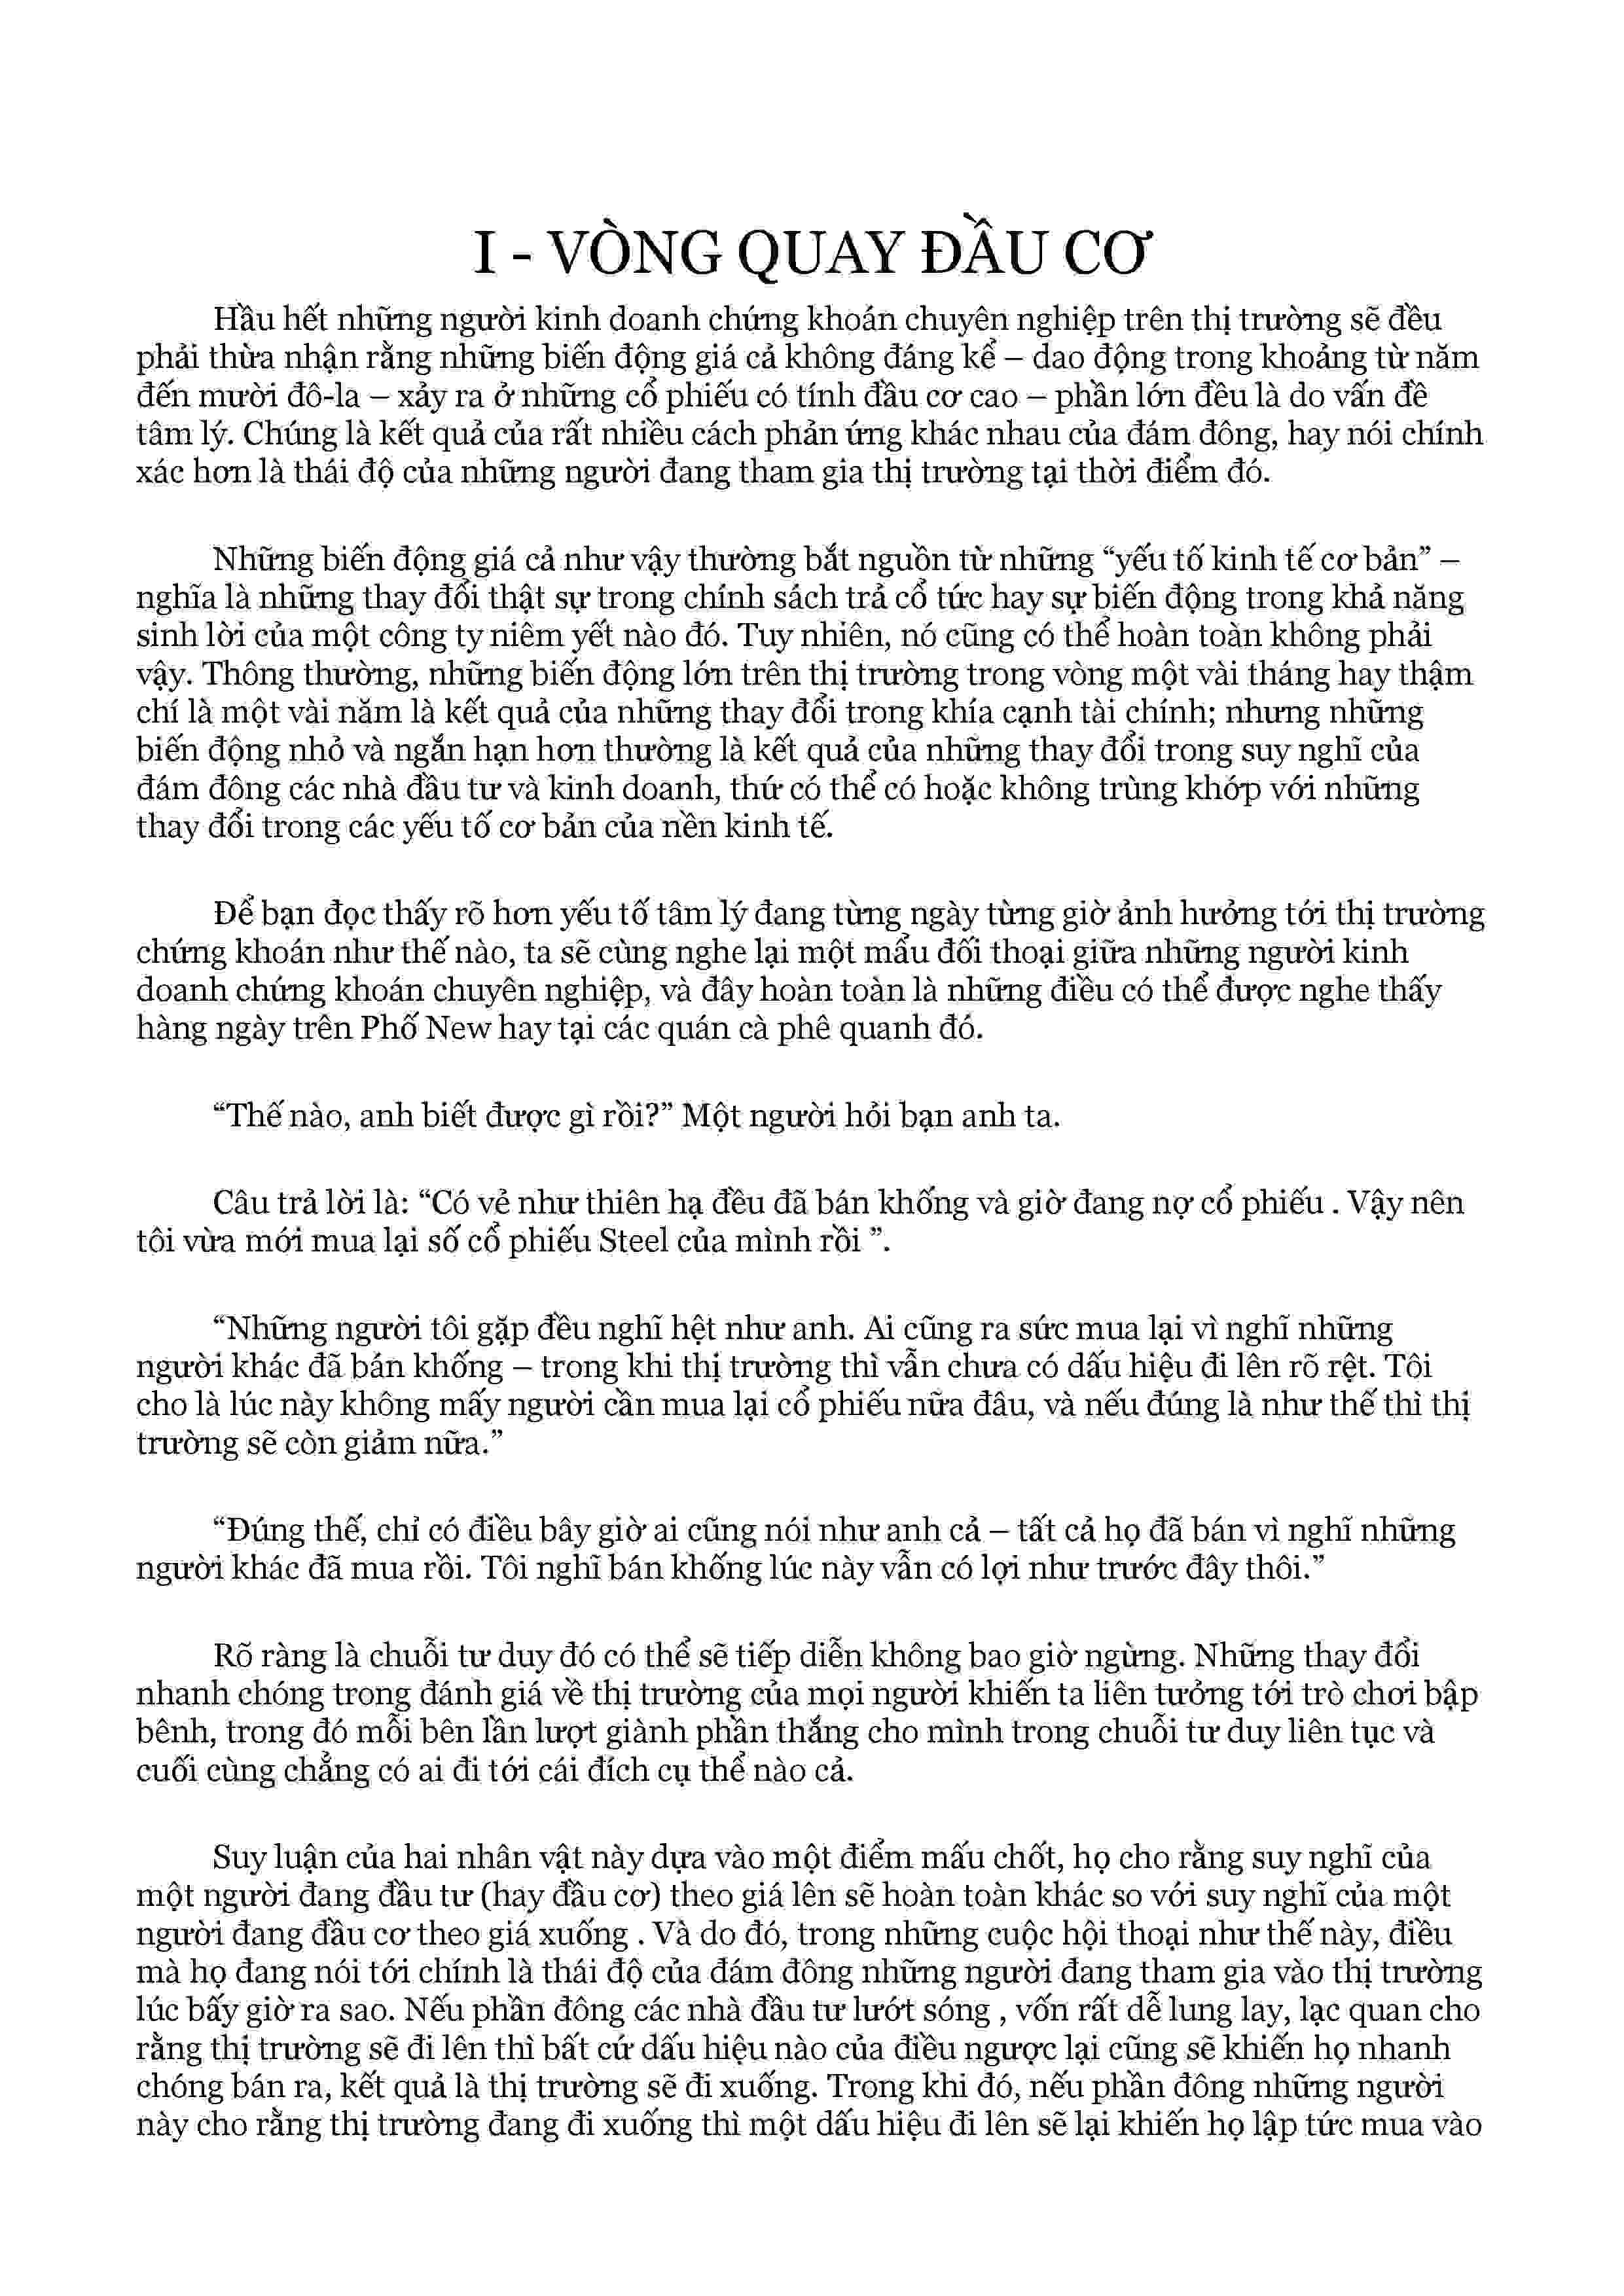 I - VÒNG QUAY ĐẦU CƠ
Hầu hết những người kinh doanh chứng khoán chuyên nghiệp trên thị trường sẽ đều
phải thừa nhận rằng những biến động giá cả không đáng kể – dao động trong khoảng từ năm
đến mười đô-la – xảy ra ở những cổ phiếu có tính đầu cơ cao – phần lớn đều là do vấn đề
tâm lý. Chúng là kết quả của rất nhiều cách phản ứng khác nhau của đám đông, hay nói chính
xác hơn là thái độ của những người đang tham gia thị trường tại thời điểm đó.
Những biến động giá cả như vậy thường bắt nguồn từ những “yếu tố kinh tế cơ bản” –
nghĩa là những thay đổi thật sự trong chính sách trả cổ tức hay sự biến động trong khả năng
sinh lời của một công ty niêm yết nào đó. Tuy nhiên, nó cũng có thể hoàn toàn không phải
vậy. Thông thường, những biến động lớn trên thị trường trong vòng một vài tháng hay thậm
chí là một vài năm là kết quả của những thay đổi trong khía cạnh tài chính; nhưng những
biến động nhỏ và ngắn hạn hơn thường là kết quả của những thay đổi trong suy nghĩ của
đám đông các nhà đầu tư và kinh doanh, thứ có thể có hoặc không trùng khớp với những
thay đổi trong các yếu tố cơ bản của nền kinh tế.
Để bạn đọc thấy rõ hơn yếu tố tâm lý đang từng ngày từng giờ ảnh hưởng tới thị trường
chứng khoán như thế nào, ta sẽ cùng nghe lại một mẩu đối thoại giữa những người kinh
doanh chứng khoán chuyên nghiệp, và đây hoàn toàn là những điều có thể được nghe thấy
hàng ngày trên Phố New hay tại các quán cà phê quanh đó.
“Thế nào, anh biết được gì rồi?” Một người hỏi bạn anh ta.
Câu trả lời là: “Có vẻ như thiên hạ đều đã bán khống và giờ đang nợ cổ phiếu . Vậy nên
tôi vừa mới mua lại số cổ phiếu Steel của mình rồi ”.
“Những người tôi gặp đều nghĩ hệt như anh. Ai cũng ra sức mua lại vì nghĩ những
người khác đã bán khống – trong khi thị trường thì vẫn chưa có dấu hiệu đi lên rõ rệt. Tôi
cho là lúc này không mấy người cần mua lại cổ phiếu nữa đâu, và nếu đúng là như thế thì thị
trường sẽ còn giảm nữa.”
“Đúng thế, chỉ có điều bây giờ ai cũng nói như anh cả – tất cả họ đã bán vì nghĩ những
người khác đã mua rồi. Tôi nghĩ bán khống lúc này vẫn có lợi như trước đây thôi.”
Rõ ràng là chuỗi tư duy đó có thể sẽ tiếp diễn không bao giờ ngừng. Những thay đổi
nhanh chóng trong đánh giá về thị trường của mọi người khiến ta liên tưởng tới trò chơi bập
bênh, trong đó mỗi bên lần lượt giành phần thắng cho mình trong chuỗi tư duy liên tục và
cuối cùng chẳng có ai đi tới cái đích cụ thể nào cả.
Suy luận của hai nhân vật này dựa vào một điểm mấu chốt, họ cho rằng suy nghĩ của
một người đang đầu tư (hay đầu cơ) theo giá lên sẽ hoàn toàn khác so với suy nghĩ của một
người đang đầu cơ theo giá xuống . Và do đó, trong những cuộc hội thoại như thế này, điều
mà họ đang nói tới chính là thái độ của đám đông những người đang tham gia vào thị trường
lúc bấy giờ ra sao. Nếu phần đông các nhà đầu tư lướt sóng , vốn rất dễ lung lay, lạc quan cho
rằng thị trường sẽ đi lên thì bất cứ dấu hiệu nào của điều ngược lại cũng sẽ khiến họ nhanh
chóng bán ra, kết quả là thị trường sẽ đi xuống. Trong khi đó, nếu phần đông những người
này cho rằng thị trường đang đi xuống thì một dấu hiệu đi lên sẽ lại khiến họ lập tức mua vào